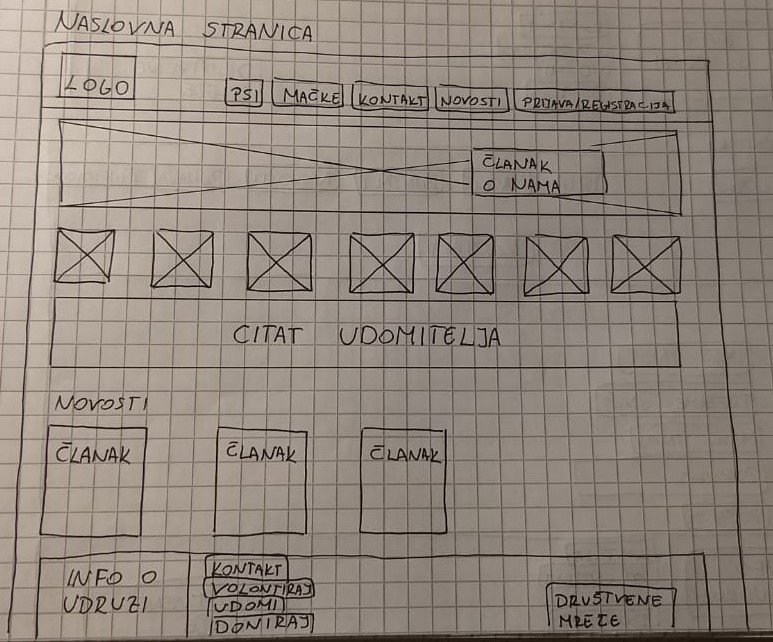 NASLOVNA STRANICA
LOGO
PSI MAČKE KONTAKT NOVOSTI PRIJAVA/REGISTRACIJA
ČLANAK
O NAMA
CITAT UDOMITELJA
NOVOSTI
ČLANAK ČLANAK ČLANAK
INFO O
UDRUZI
KONTAKT
VOLONTIRAJ
UDOMI
DONIRAJ
DRUŠTVENE
MREŽE